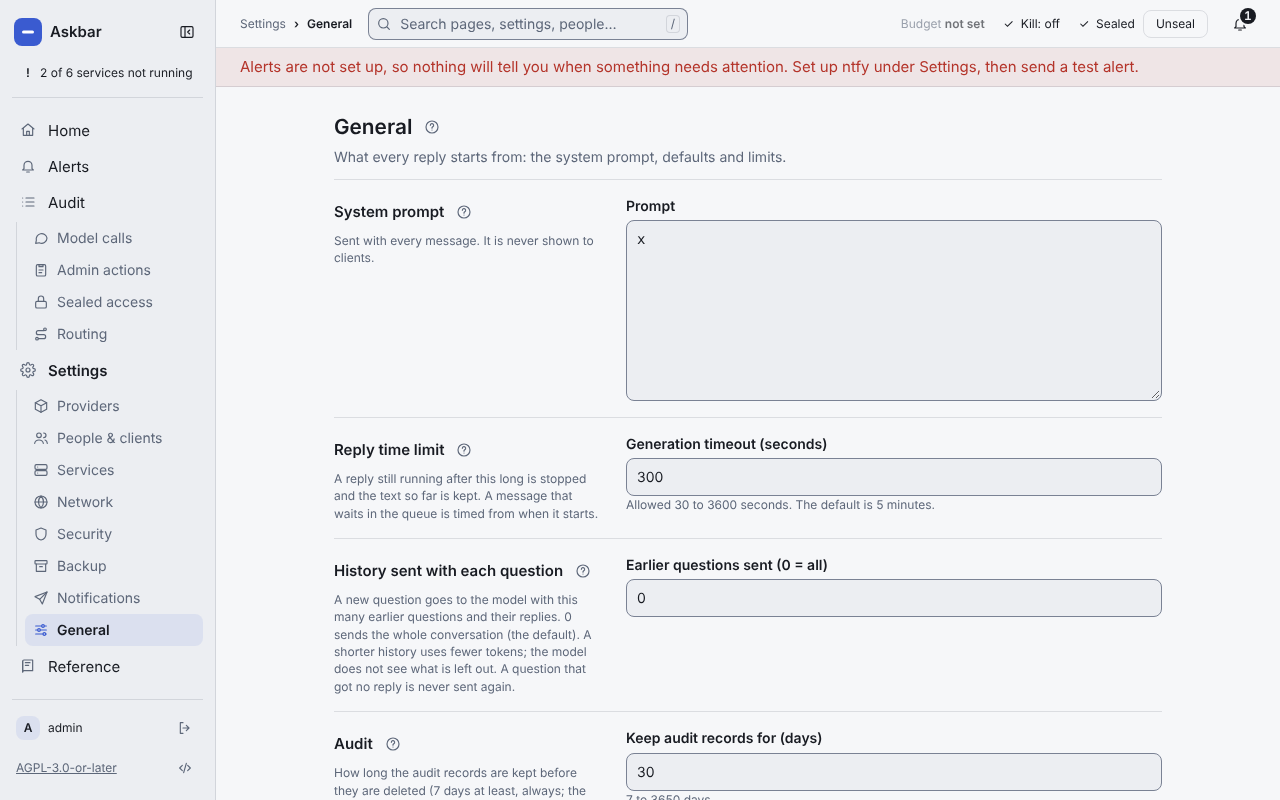 Askbar
! 2 of 6 services not running
Home
Alerts
Audit
Model calls
Admin actions
Sealed access
Routing
Settings
Providers
People & clients
Services
Network
Security
Backup
Notifications
General
Reference
A admin
AGPL-3.0-or-later
Settings › General
Search pages, settings, people... /
Budget not set
Kill: off
Sealed
Unseal
1
Alerts are not set up, so nothing will tell you when something needs attention. Set up ntfy under Settings, then send a test alert.
General
What every reply starts from: the system prompt, defaults and limits.
System prompt
Sent with every message. It is never shown to
clients.
Prompt
x
Reply time limit
A reply still running after this long is stopped
and the text so far is kept. A message that
waits in the queue is timed from when it starts.
Generation timeout (seconds)
300
Allowed 30 to 3600 seconds. The default is 5 minutes.
History sent with each question
A new question goes to the model with this
many earlier questions and their replies. 0
sends the whole conversation (the default). A
shorter history uses fewer tokens; the model
does not see what is left out. A question that
got no reply is never sent again.
Earlier questions sent (0 = all)
0
Audit
How long the audit records are kept before
they are deleted (7 days at least, always; the
Keep audit records for (days)
30
7 to 3650 days